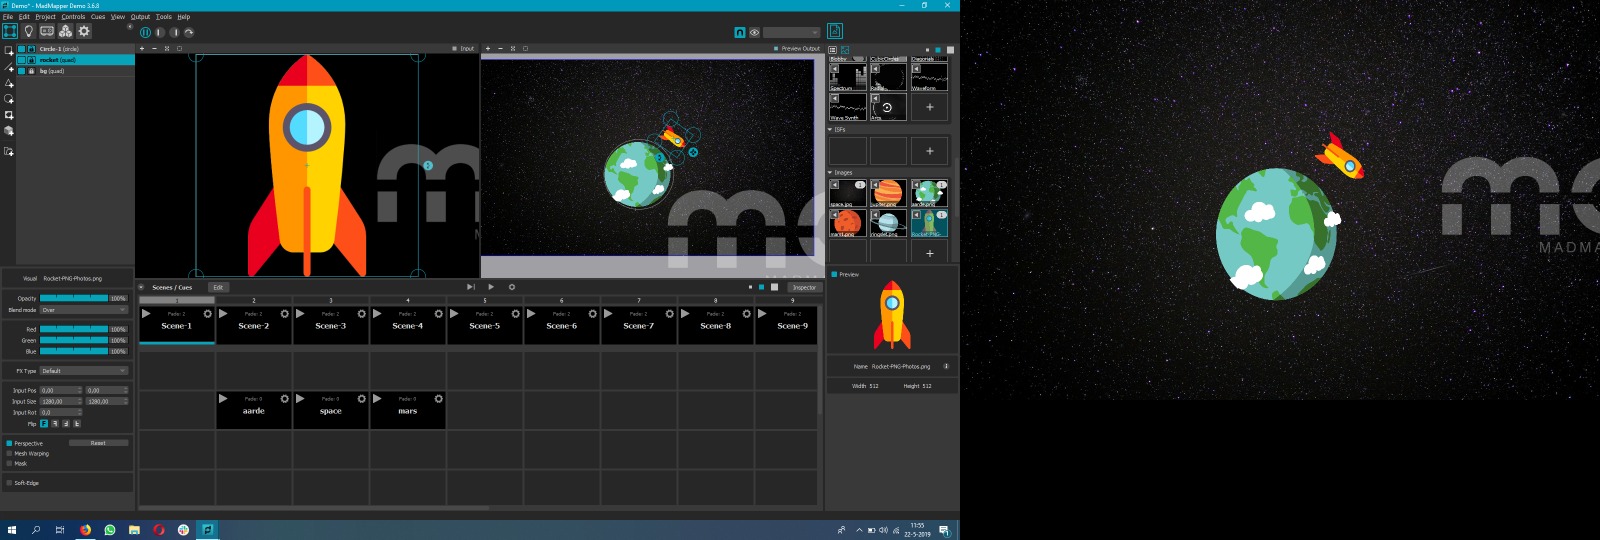 Demo* - MadMapper Demo 3.6.8
File Edit Project Controls Cues View Output Tools Help
Circle-1 (circle)
rocket (quad)
bg (quad)
Input
Preview Output
Blobby CubicCircles Diagonals
Spectrum Radial Waveform
Wave Synth Arcs
ISFs
Images
space.jpg jupiter.png aarde.png
mars.png ringplet.png Rocket-PNG-
Preview
Name Rocket-PNG-Photos.png
Width 512 Height 512
Visual Rocket-PNG-Photos.png
Opacity 100%
Blend mode Over
Red 100%
Green 100%
Blue 100%
FX Type Default
Input Pos 0,00 0,00
Input Size 1280,00 1280,00
Input Rot 0,0
Flip F
Perspective Reset
Mesh Warping
Mask
Soft-Edge
Scenes / Cues Edit Inspector
1 2 3 4 5 6 7 8 9
Fade: 2 Fade: 2 Fade: 2 Fade: 2 Fade: 2 Fade: 2 Fade: 2 Fade: 2 Fade: 2
Scene-1 Scene-2 Scene-3 Scene-4 Scene-5 Scene-6 Scene-7 Scene-8 Scene-9
Fade: 0 Fade: 0 Fade: 0
aarde space mars
11:55
22-5-2019
MADM